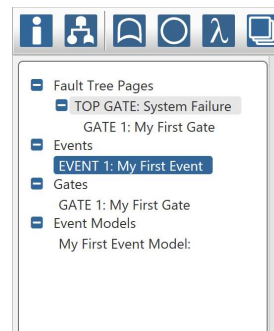 i λ
Fault Tree Pages
TOP GATE: System Failure
GATE 1: My First Gate
Events
EVENT 1: My First Event
Gates
GATE 1: My First Gate
Event Models
My First Event Model: